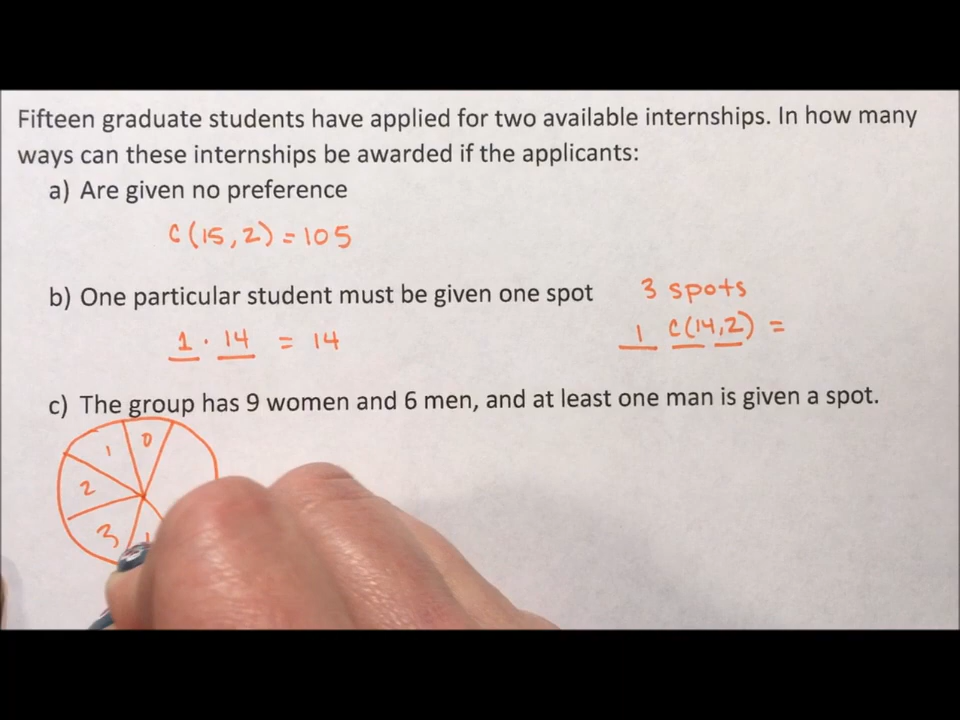 Fifteen graduate students have applied for two available internships. In how many
ways can these internships be awarded if the applicants:
a) Are given no preference
C(15,2) = 105
b) One particular student must be given one spot
3 spots
1 · 14 = 14
1 C(14,2) =
c) The group has 9 women and 6 men, and at least one man is given a spot.
0
1
2
3